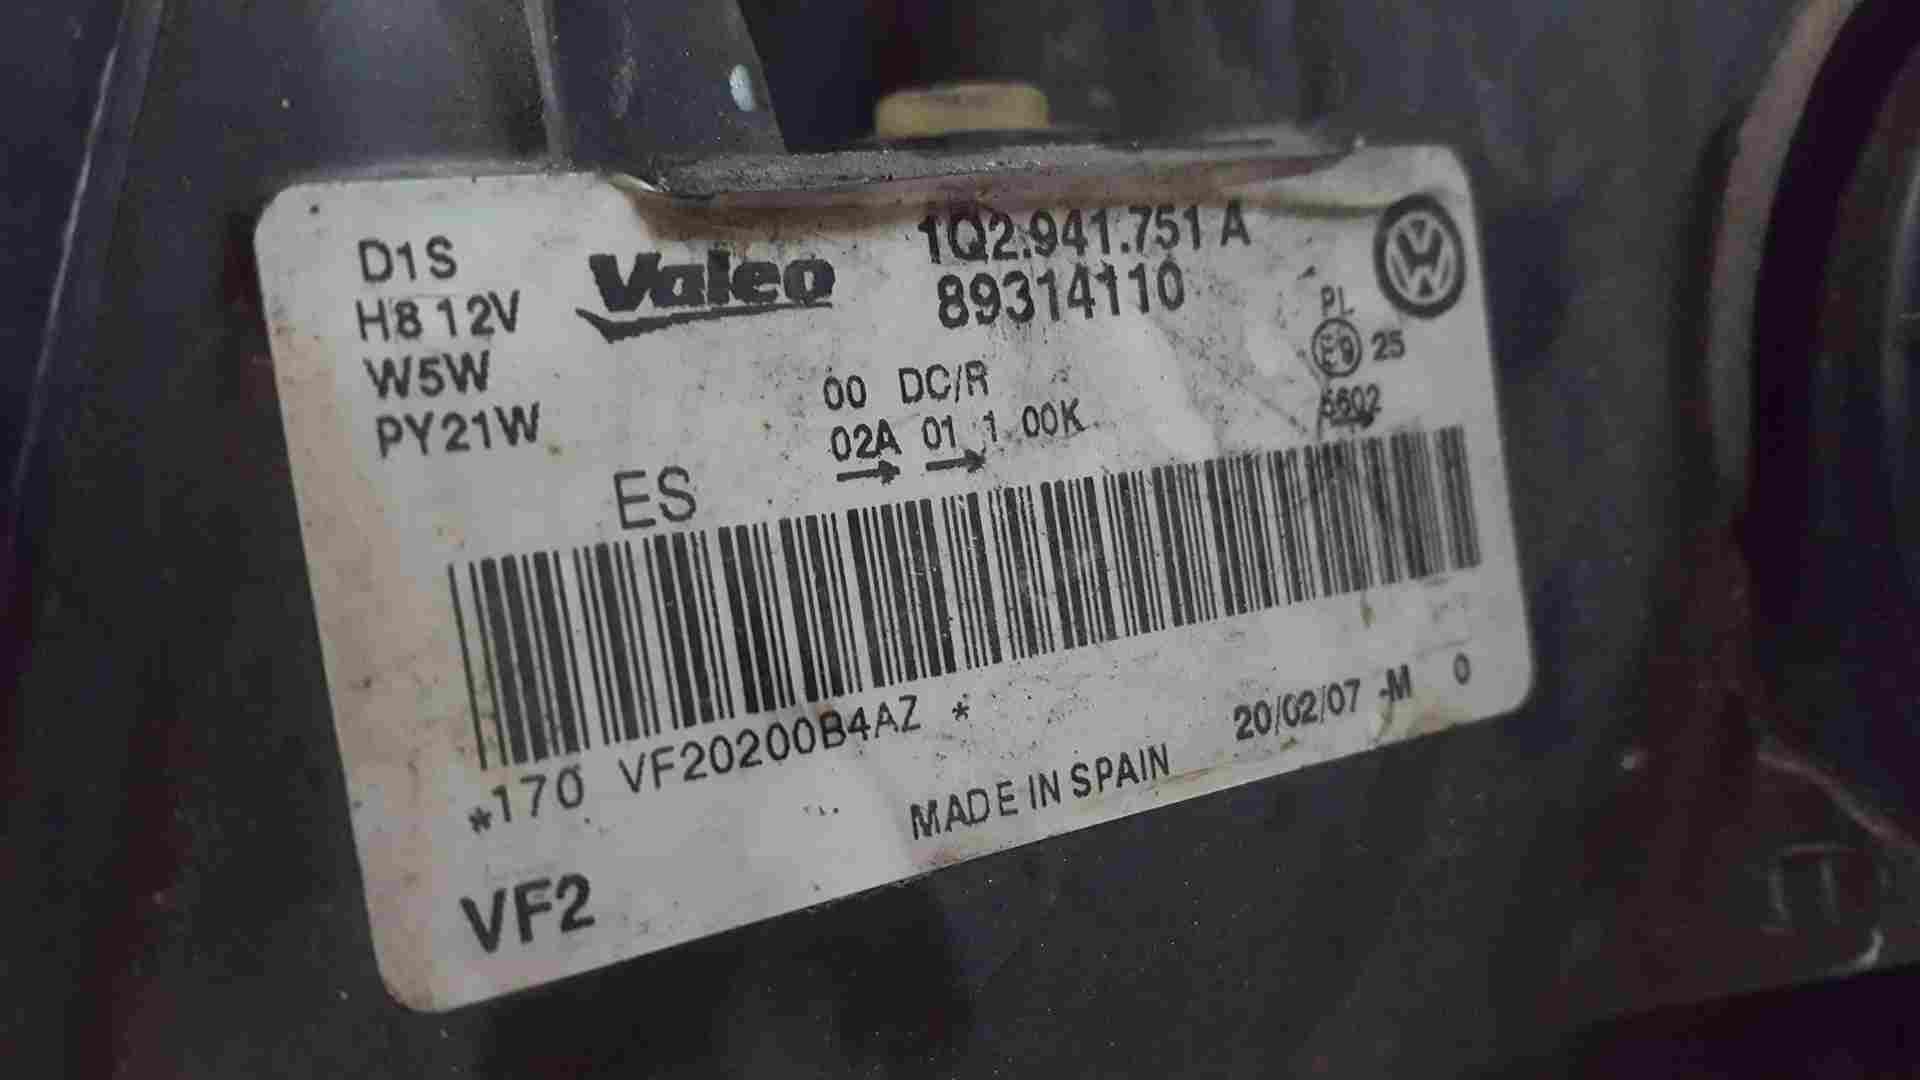 D1S
H8 12V
W5W
PY21W
Valeo
1Q2.941.751 A
89314110
PL
E9 25
5602
00 DC/R
02A 01 1 00K
ES
*170 VF20200B4AZ *
20/02/07 -M 0
MADE IN SPAIN
VF2